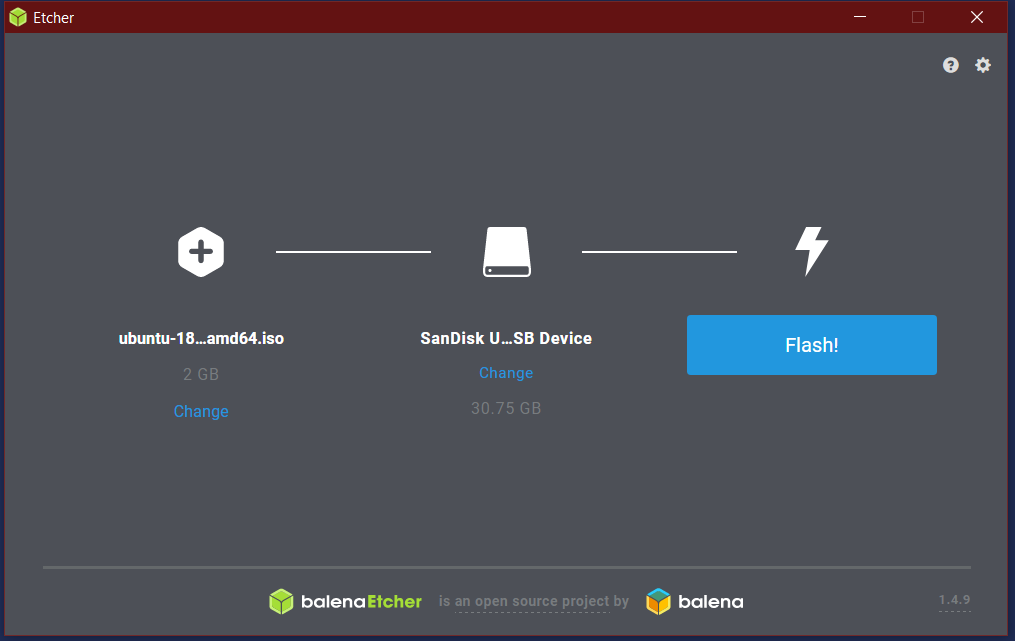 Etcher
ubuntu-18...amd64.iso
2 GB
Change
SanDisk U...SB Device
Change
30.75 GB
Flash!
balenaEtcher is an open source project by balena
1.4.9